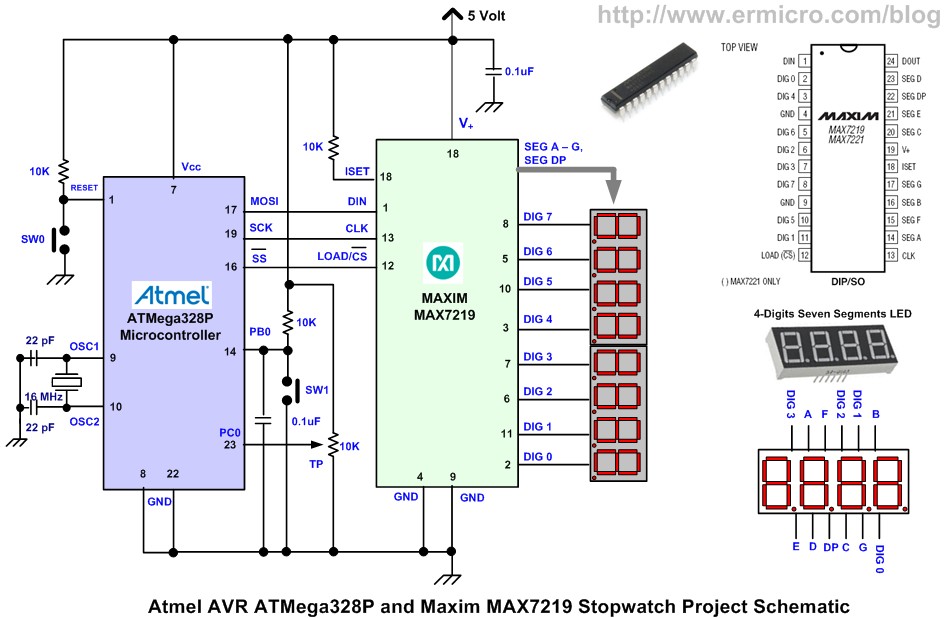 http://www.ermicro.com/blog
5 Volt
0.1uF
V+
18
10K
RESET
1
SW0
Vcc
7
10K
ISET
18
MOSI
17
DIN
1
SCK
19
CLK
13
SS
16
LOAD/CS
12
Atmel
ATMega328P
Microcontroller
MAXIM
MAX7219
SEG A – G,
SEG DP
DIG 7
8
DIG 6
5
DIG 5
10
DIG 4
3
DIG 3
7
DIG 2
6
DIG 1
11
DIG 0
2
22 pF
OSC1
9
16 MHz
10
OSC2
22 pF
PB0
14
10K
SW1
0.1uF
PC0
23
TP
10K
8
22
GND
4
9
GND
GND
TOP VIEW
DIN 1
DIG 0 2
DIG 4 3
GND 4
DIG 6 5
DIG 2 6
DIG 3 7
DIG 7 8
GND 9
DIG 5 10
DIG 1 11
LOAD (CS) 12
MAXIM
MAX7219
MAX7221
24 DOUT
23 SEG D
22 SEG DP
21 SEG E
20 SEG C
19 V+
18 ISET
17 SEG G
16 SEG B
15 SEG F
14 SEG A
13 CLK
( ) MAX7221 ONLY
DIP/SO
4-Digits Seven Segments LED
DIG 3
A
F
DIG 2
DIG 1
B
E
D
DP
C
G
DIG 0
Atmel AVR ATMega328P and Maxim MAX7219 Stopwatch Project Schematic